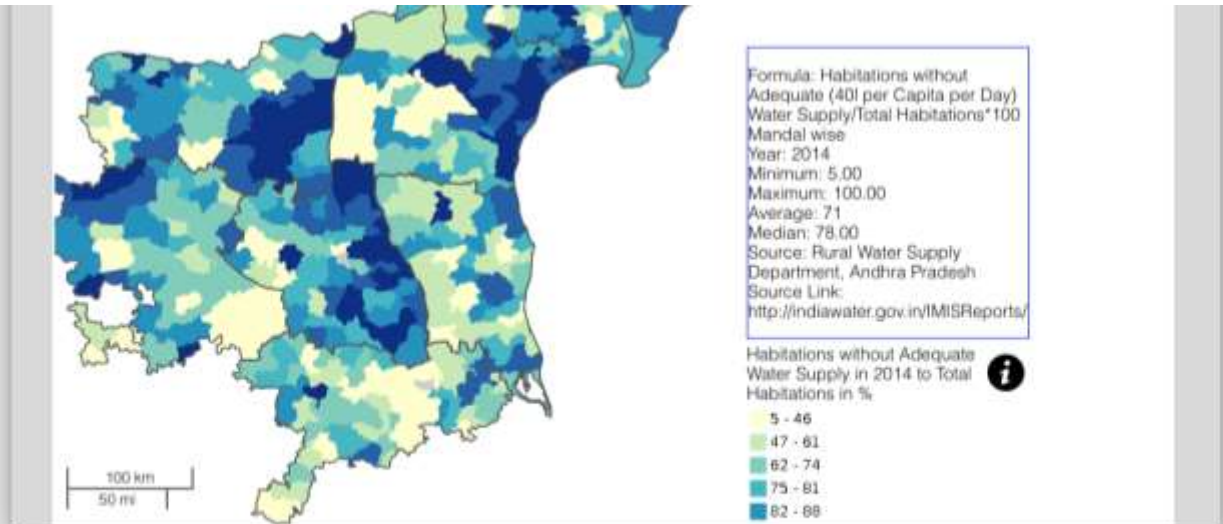 Formula: Habitations without
Adequate (40l per Capita per Day)
Water Supply/Total Habitations*100
Mandal wise
Year: 2014
Minimum: 5.00
Maximum: 100.00
Average: 71
Median: 78.00
Source: Rural Water Supply
Department, Andhra Pradesh
Source Link:
http://indiawater.gov.in/IMISReports/
Habitations without Adequate
Water Supply in 2014 to Total
Habitations in %
i
5 - 46
47 - 61
62 - 74
75 - 81
82 - 88
100 km
50 mi